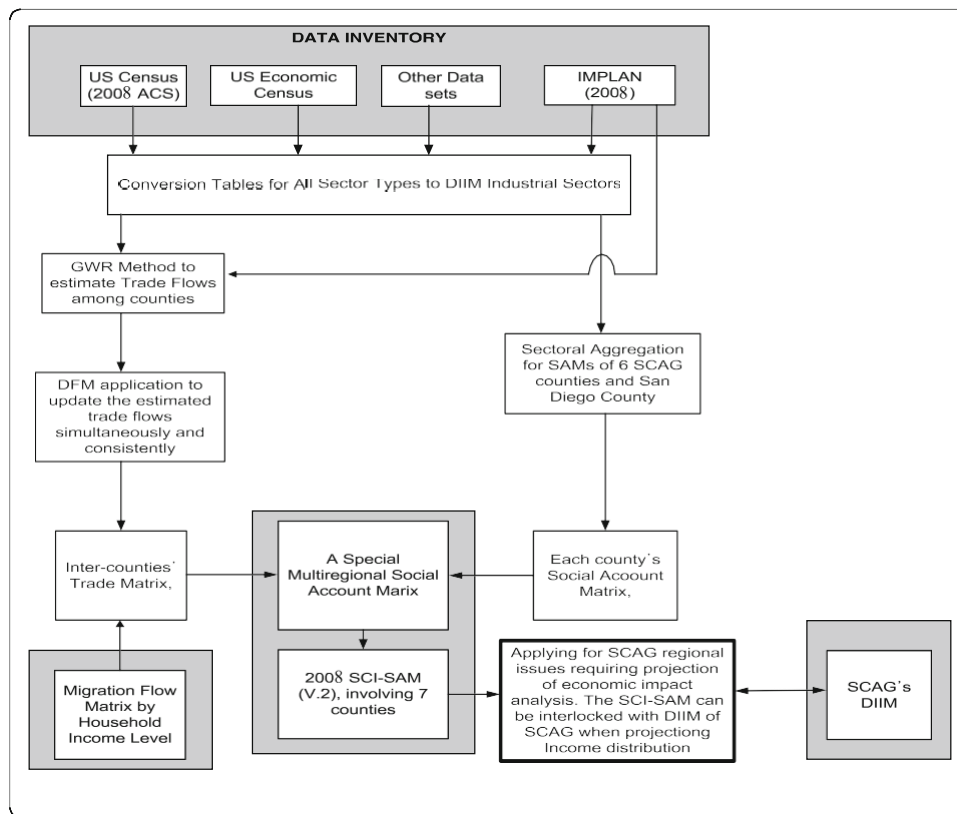 DATA INVENTORY
US Census
(2008 ACS)
US Economic
Census
Other Data
sets
IMPLAN
(2008)
Conversion Tables for All Sector Types to DIIM Industrial Sectors
GWR Method to
estimate Trade Flows
among counties
Sectoral Aggregation
for SAMs of 6 SCAG
counties and San
Diego County
DFM application to
update the estimated
trade flows
simultaneously and
consistently
Inter-counties'
Trade Matrix,
A Special
Multiregional Social
Account Marix
Each county's
Social Acoount
Matrix,
Migration Flow
Matrix by
Household
Income Level
2008 SCI-SAM
(V.2), involving 7
counties
Applying for SCAG regional
issues requiring projection
of economic impact
analysis. The SCI-SAM can
be interlocked with DIIM of
SCAG when projectiong
Income distribution
SCAG's
DIIM